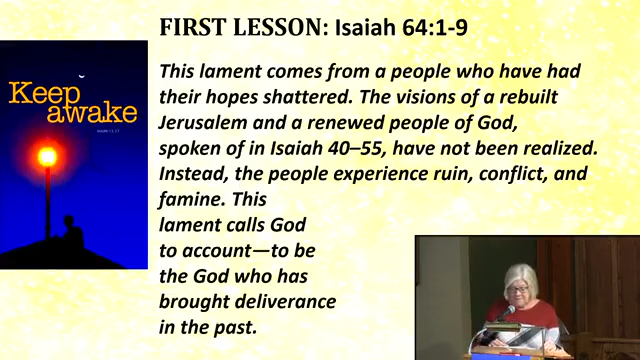 FIRST LESSON: Isaiah 64:1-9
This lament comes from a people who have had
their hopes shattered. The visions of a rebuilt
Jerusalem and a renewed people of God,
spoken of in Isaiah 40–55, have not been realized.
Instead, the people experience ruin, conflict, and
famine. This
lament calls God
to account—to be
the God who has
brought deliverance
in the past.
Keep
awake